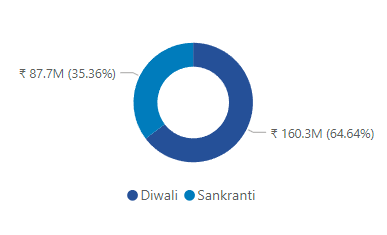 ₹ 87.7M (35.36%)
₹ 160.3M (64.64%)
Diwali Sankranti